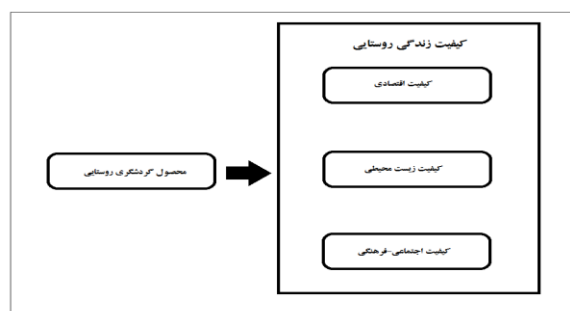 کیفیت زندگی روستایی
کیفیت اقتصادی
کیفیت زیست محیطی
محصول گردشگری روستایی
کیفیت اجتماعی-فرهنگی